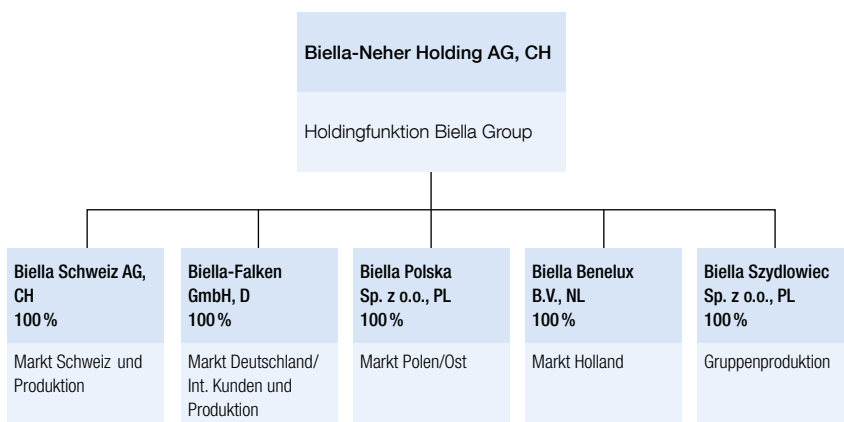 Biella-Neher Holding AG, CH
Holdingfunktion Biella Group
Biella Schweiz AG,
CH
100 %
Markt Schweiz und
Produktion
Biella-Falken
GmbH, D
100 %
Markt Deutschland/
Int. Kunden und
Produktion
Biella Polska
Sp. z o.o., PL
100 %
Markt Polen/Ost
Biella Benelux
B.V., NL
100 %
Markt Holland
Biella Szydlowiec
Sp. z o.o., PL
100 %
Gruppenproduktion